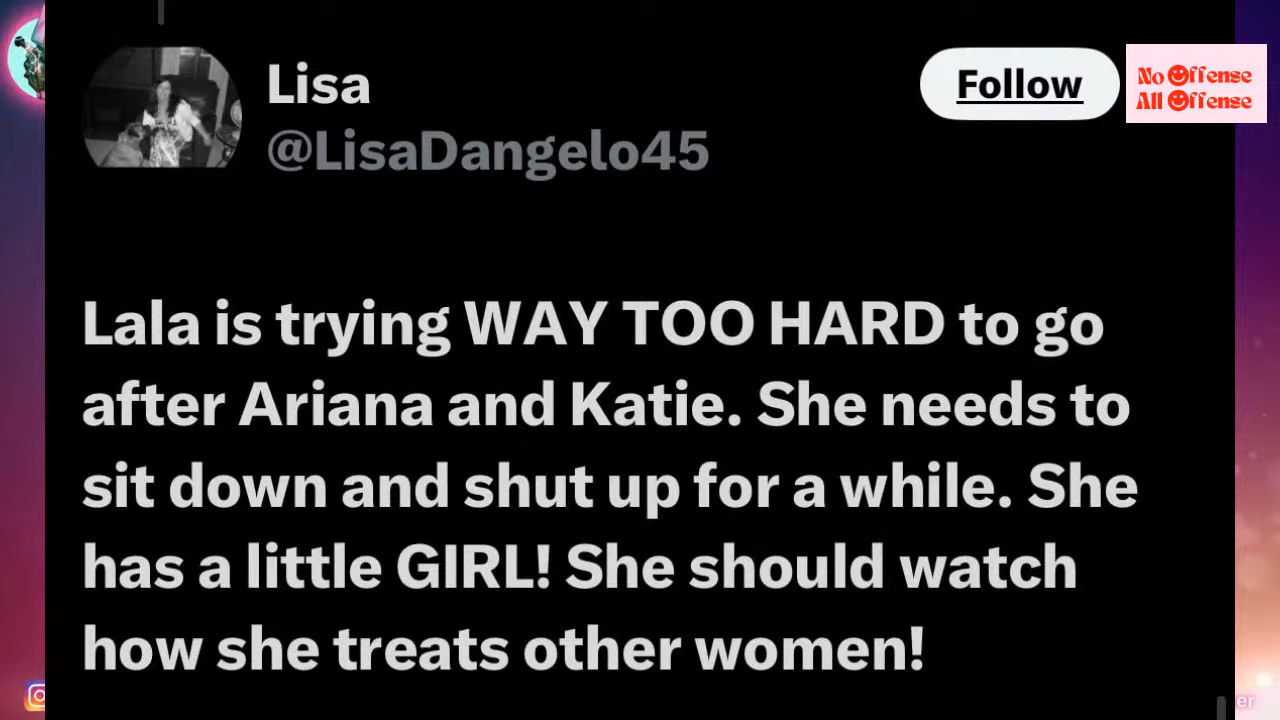 Lisa
@LisaDangelo45
Follow
No Offense
All Offense
Lala is trying WAY TOO HARD to go
after Ariana and Katie. She needs to
sit down and shut up for a while. She
has a little GIRL! She should watch
how she treats other women!
er